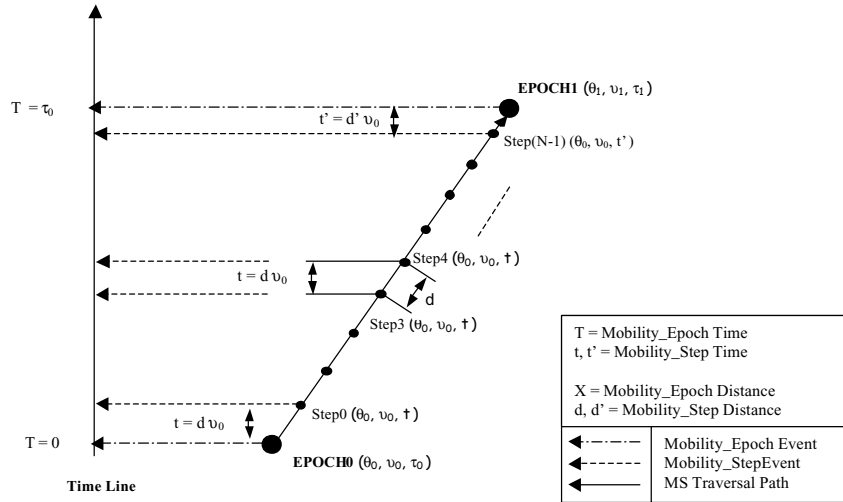 EPOCH1 (θ1, υ1, τ1)
T = τ0
t' = d' υ0
Step(N-1) (θ0, υ0, t')
Step4 (θ0, υ0, t)
t = d υ0
d
Step3 (θ0, υ0, t)
T = Mobility_Epoch Time
t, t' = Mobility_Step Time
X = Mobility_Epoch Distance
d, d' = Mobility_Step Distance
Step0 (θ0, υ0, t)
t = d υ0
T = 0
EPOCH0 (θ0, υ0, τ0)
Mobility_Epoch Event
Mobility_StepEvent
MS Traversal Path
Time Line